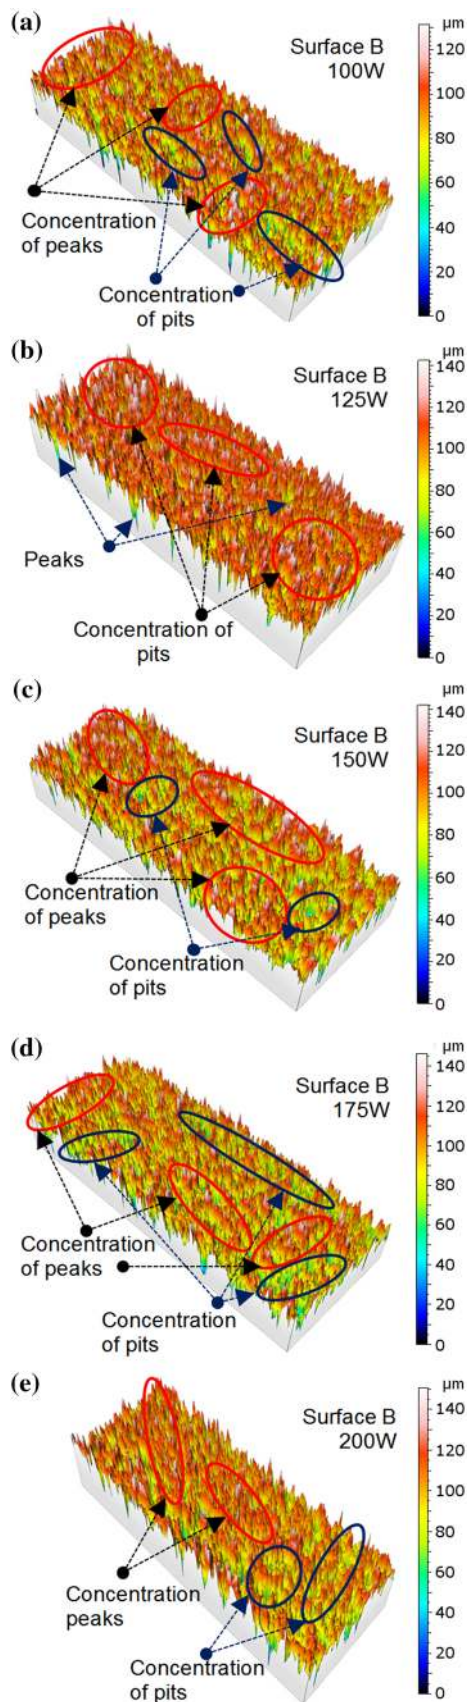 (a)
Surface B
100W
µm
120
100
80
60
40
20
0
Concentration
of peaks
Concentration
of pits
(b)
Surface B
125W
µm
140
120
100
80
60
40
20
0
Peaks
Concentration of
pits
(c)
Surface B
150W
µm
140
120
100
80
60
40
20
0
Concentration
of peaks
Concentration
of pits
(d)
Surface B
175W
µm
140
120
100
80
60
40
20
0
Concentration
of peaks
Concentration
of pits
(e)
Surface B
200W
µm
140
120
100
80
60
40
20
0
Concentration
peaks
Concentration
of pits